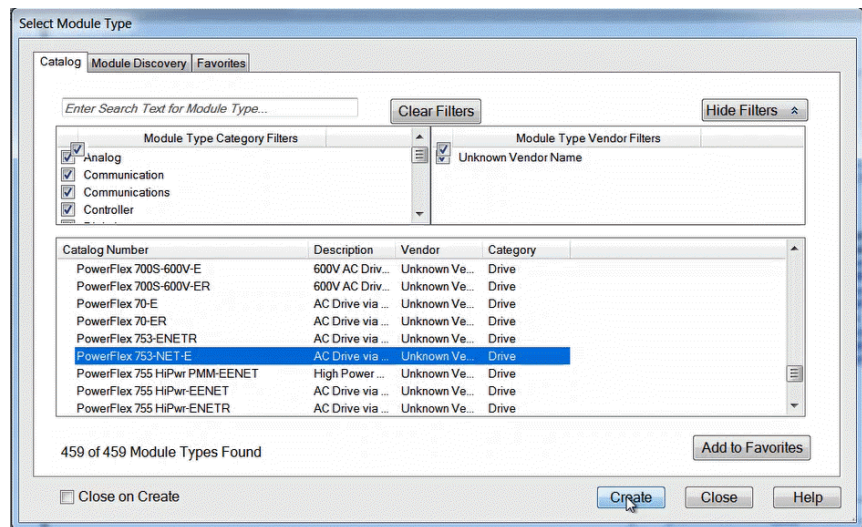 Select Module Type
Catalog Module Discovery Favorites
Enter Search Text for Module Type... Clear Filters Hide Filters
Module Type Category Filters Module Type Vendor Filters
Analog Unknown Vendor Name
Communication
Communications
Controller
Catalog Number Description Vendor Category
PowerFlex 700S-600V-E 600V AC Driv... Unknown Ve... Drive
PowerFlex 700S-600V-ER 600V AC Driv... Unknown Ve... Drive
PowerFlex 70-E AC Drive via ... Unknown Ve... Drive
PowerFlex 70-ER AC Drive via ... Unknown Ve... Drive
PowerFlex 753-ENETR AC Drive via ... Unknown Ve... Drive
PowerFlex 753-NET-E AC Drive via ... Unknown Ve... Drive
PowerFlex 755 HiPwr PMM-EENET High Power ... Unknown Ve... Drive
PowerFlex 755 HiPwr-EENET AC Drive via ... Unknown Ve... Drive
PowerFlex 755 HiPwr-ENETR AC Drive via ... Unknown Ve... Drive
459 of 459 Module Types Found Add to Favorites
Close on Create Create Close Help